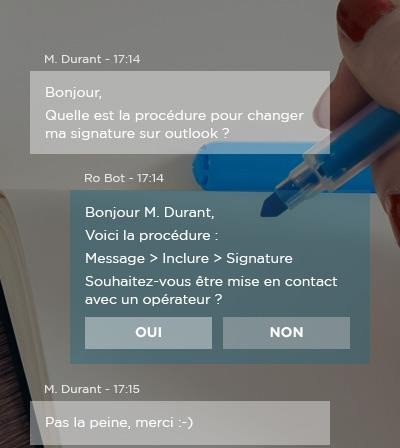 M. Durant - 17:14
Bonjour,
Quelle est la procédure pour changer
ma signature sur outlook ?
Ro Bot - 17:14
Bonjour M. Durant,
Voici la procédure :
Message > Inclure > Signature
Souhaitez-vous être mise en contact
avec un opérateur ?
OUI NON
M. Durant - 17:15
Pas la peine, merci :-)